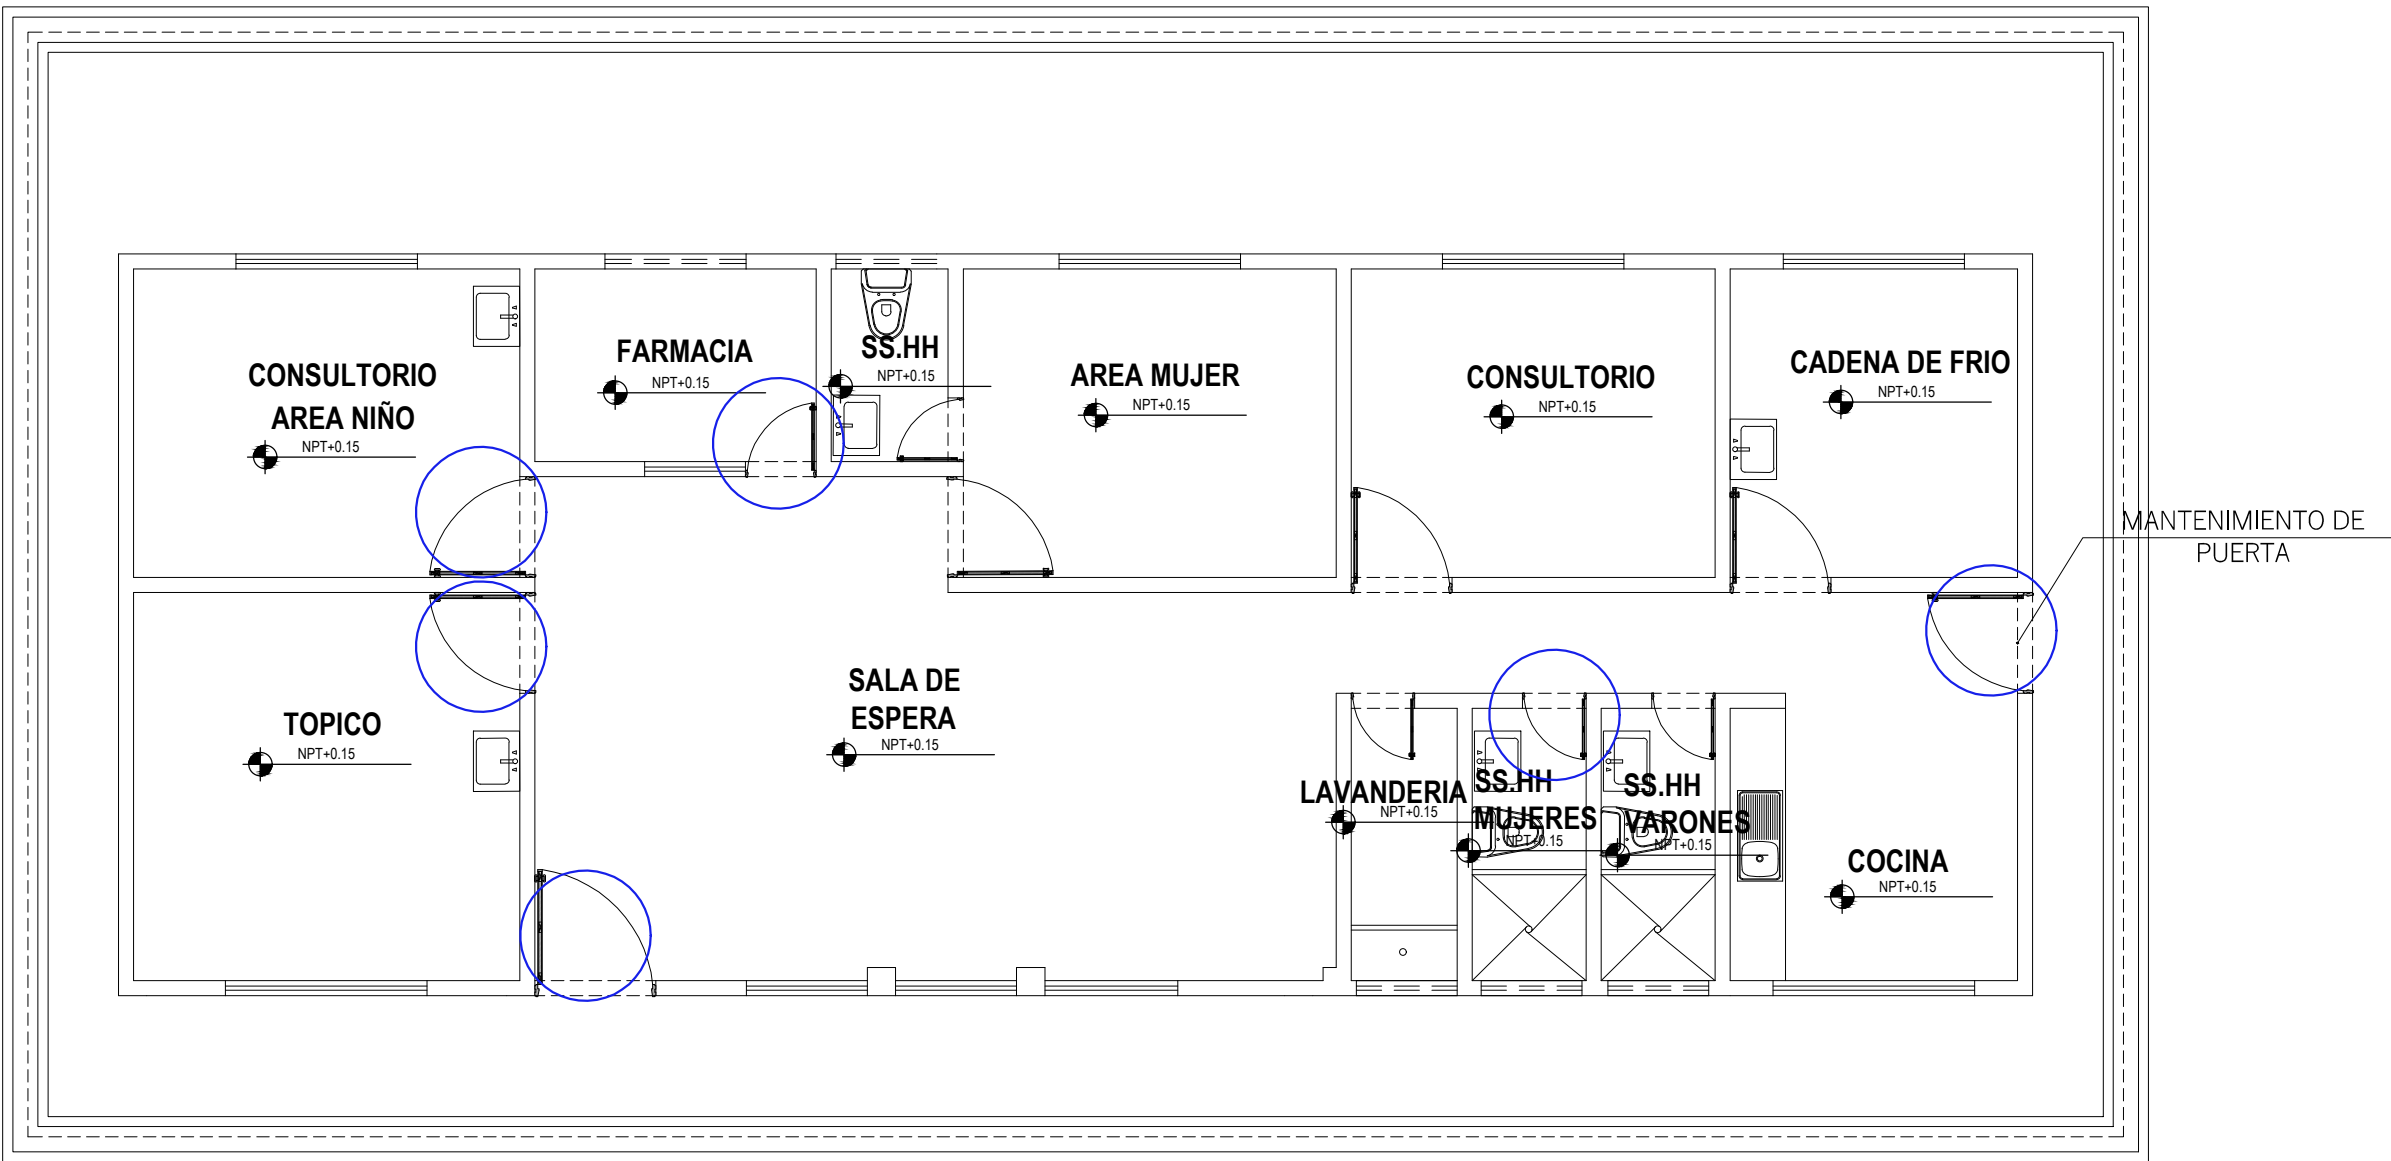 CONSULTORIO
AREA NIÑO
NPT+0.15
FARMACIA
NPT+0.15
SS.HH
NPT+0.15
AREA MUJER
NPT+0.15
CONSULTORIO
NPT+0.15
CADENA DE FRIO
NPT+0.15
MANTENIMIENTO DE
PUERTA
TOPICO
NPT+0.15
SALA DE
ESPERA
NPT+0.15
LAVANDERIA
NPT+0.15
SS.HH
MUJERES
NPT+0.15
SS.HH
VARONES
NPT+0.15
COCINA
NPT+0.15